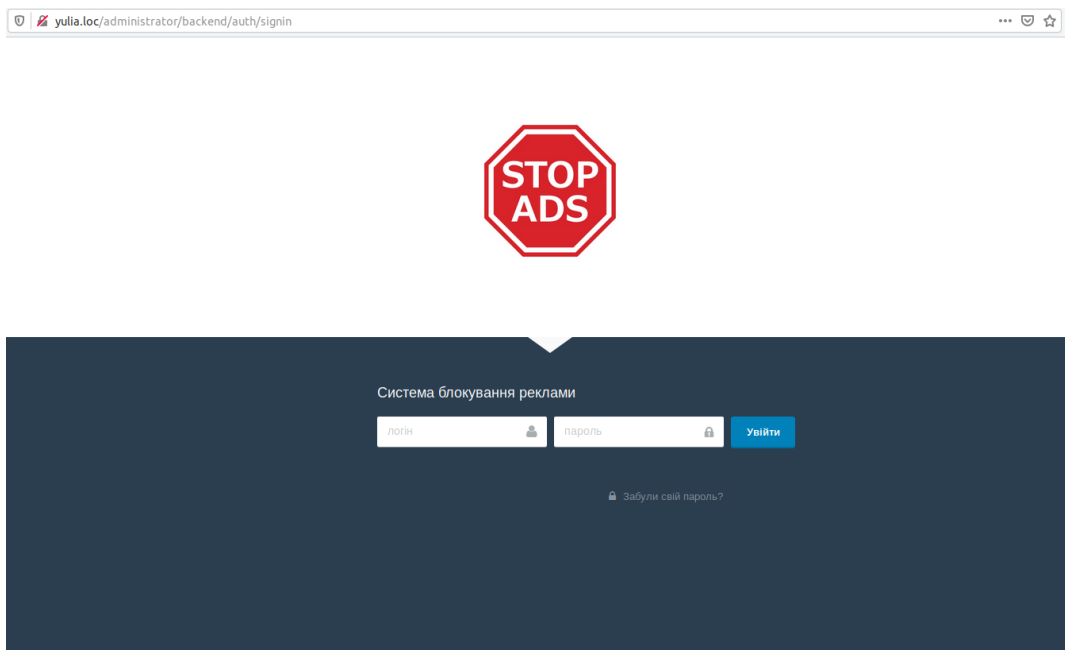 yulia.loc/administrator/backend/auth/signin
STOP
ADS
Система блокування реклами
логін
пароль
Увійти
Забули свій пароль?